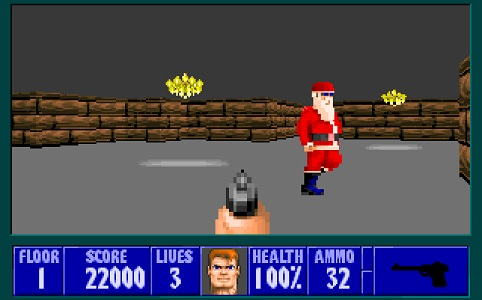 FLOOR SCORE LIVES HEALTH AMMO
1 22000 3 100% 32